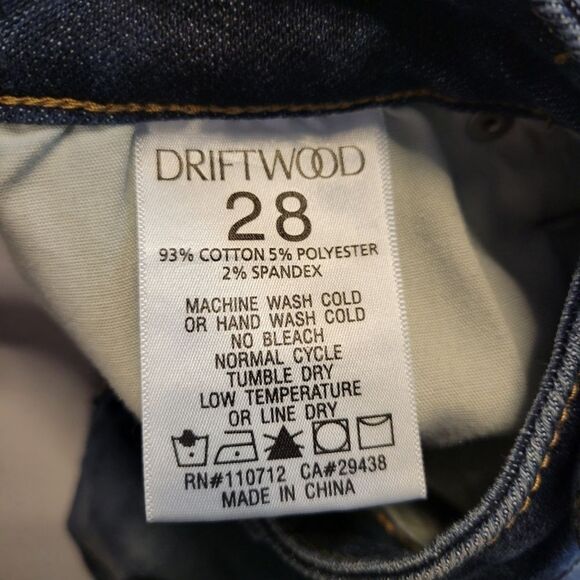 DRIFTWOOD
28
93% COTTON 5% POLYESTER
2% SPANDEX
MACHINE WASH COLD
OR HAND WASH COLD
NO BLEACH
NORMAL CYCLE
TUMBLE DRY
LOW TEMPERATURE
OR LINE DRY
RN#110712 CA#29438
MADE IN CHINA